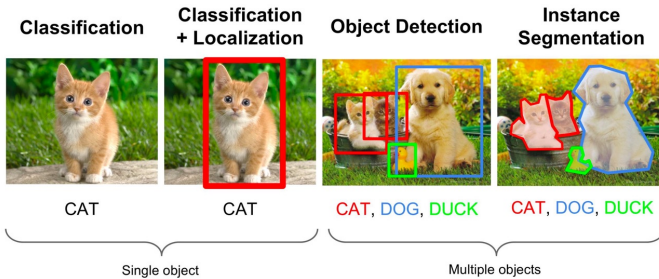 Classification
Classification
+ Localization
Object Detection
Instance
Segmentation
CAT
CAT
CAT, DOG, DUCK
CAT, DOG, DUCK
Single object
Multiple objects